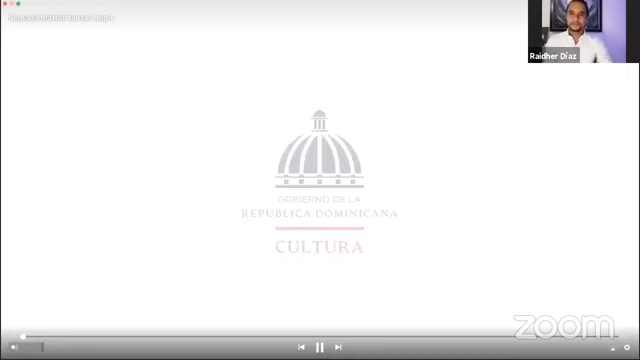 Raidher Díaz
GOBIERNO DE LA
REPÚBLICA DOMINICANA
CULTURA
zoom